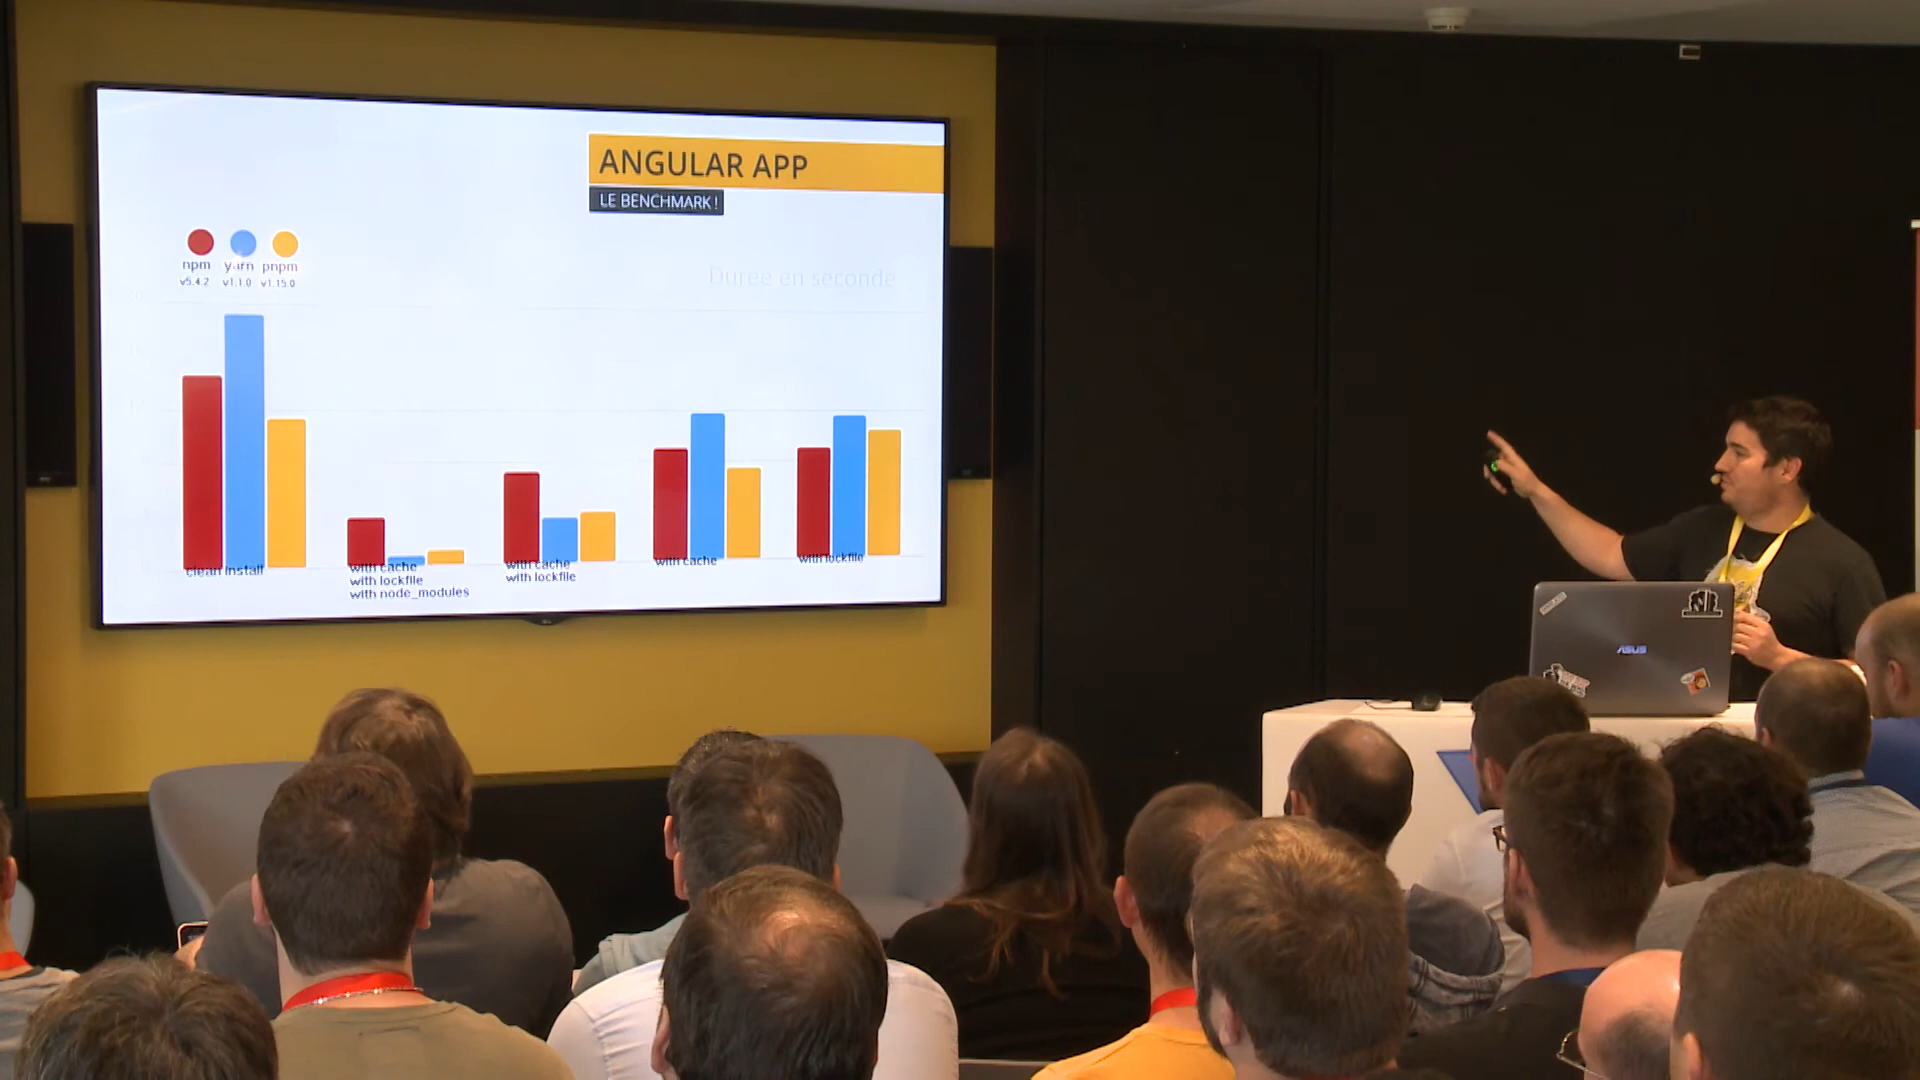 ANGULAR APP
LE BENCHMARK !
npm yarn pnpm
v5.4.2 v1.1.0 v1.15.0
Durée en seconde
clean install
with cache
with lockfile
with node_modules
with cache
with lockfile
with cache
with lockfile
ASUS